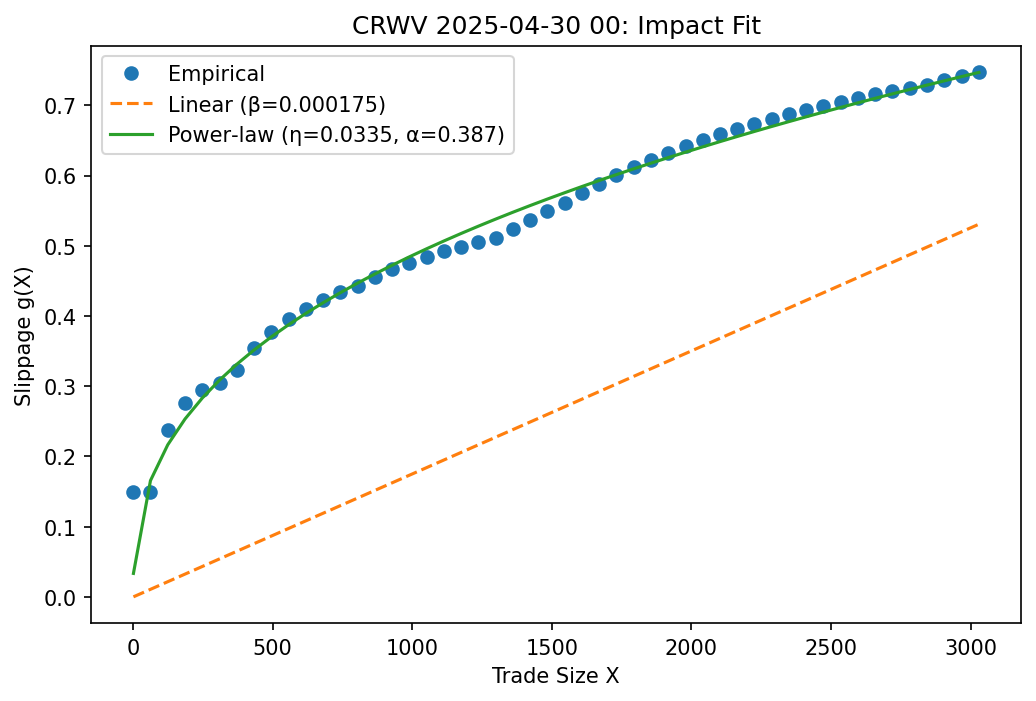 CRWV 2025-04-30 00: Impact Fit
Empirical
Linear (β=0.000175)
Power-law (η=0.0335, α=0.387)
Slippage g(X)
0.7
0.6
0.5
0.4
0.3
0.2
0.1
0.0
0 500 1000 1500 2000 2500 3000
Trade Size X